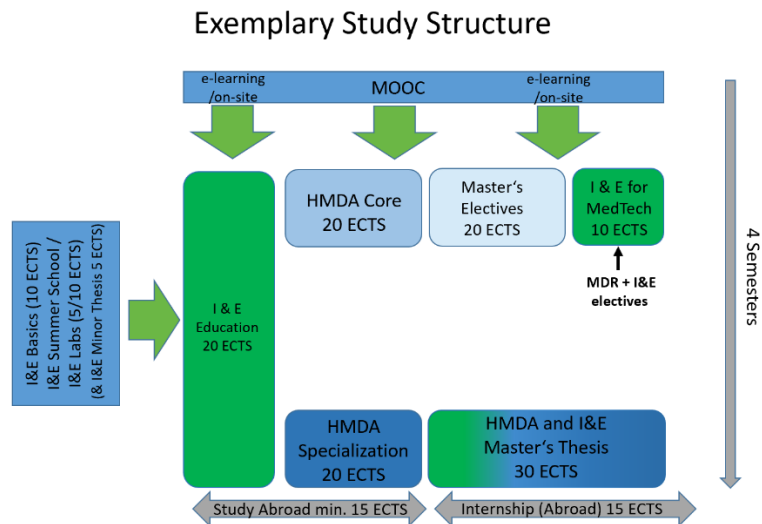 Exemplary Study Structure
e-learning
/on-site
MOOC
e-learning
/on-site
I & E
Education
20 ECTS
HMDA Core
20 ECTS
Master's
Electives
20 ECTS
I & E for
MedTech
10 ECTS
MDR + I&E
electives
I&E Basics (10 ECTS)
I&E Summer School /
I&E Labs (5/10 ECTS)
(& I&E Minor Thesis 5 ECTS)
HMDA
Specialization
20 ECTS
HMDA and I&E
Master's Thesis
30 ECTS
Study Abroad min. 15 ECTS
Internship (Abroad) 15 ECTS
4 Semesters